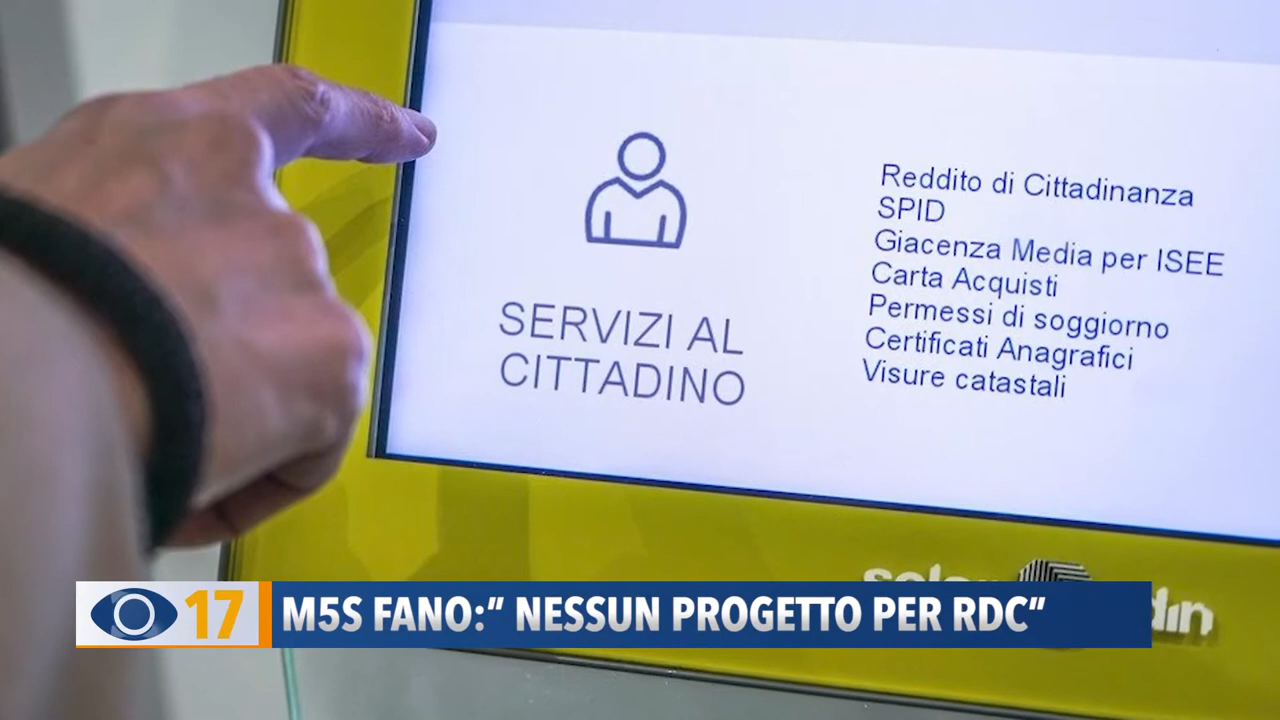 Reddito di Cittadinanza
SPID
Giacenza Media per ISEE
Carta Acquisti
Permessi di soggiorno
Certificati Anagrafici
Visure catastali
SERVIZI AL
CITTADINO
17
M5S FANO:" NESSUN PROGETTO PER RDC"